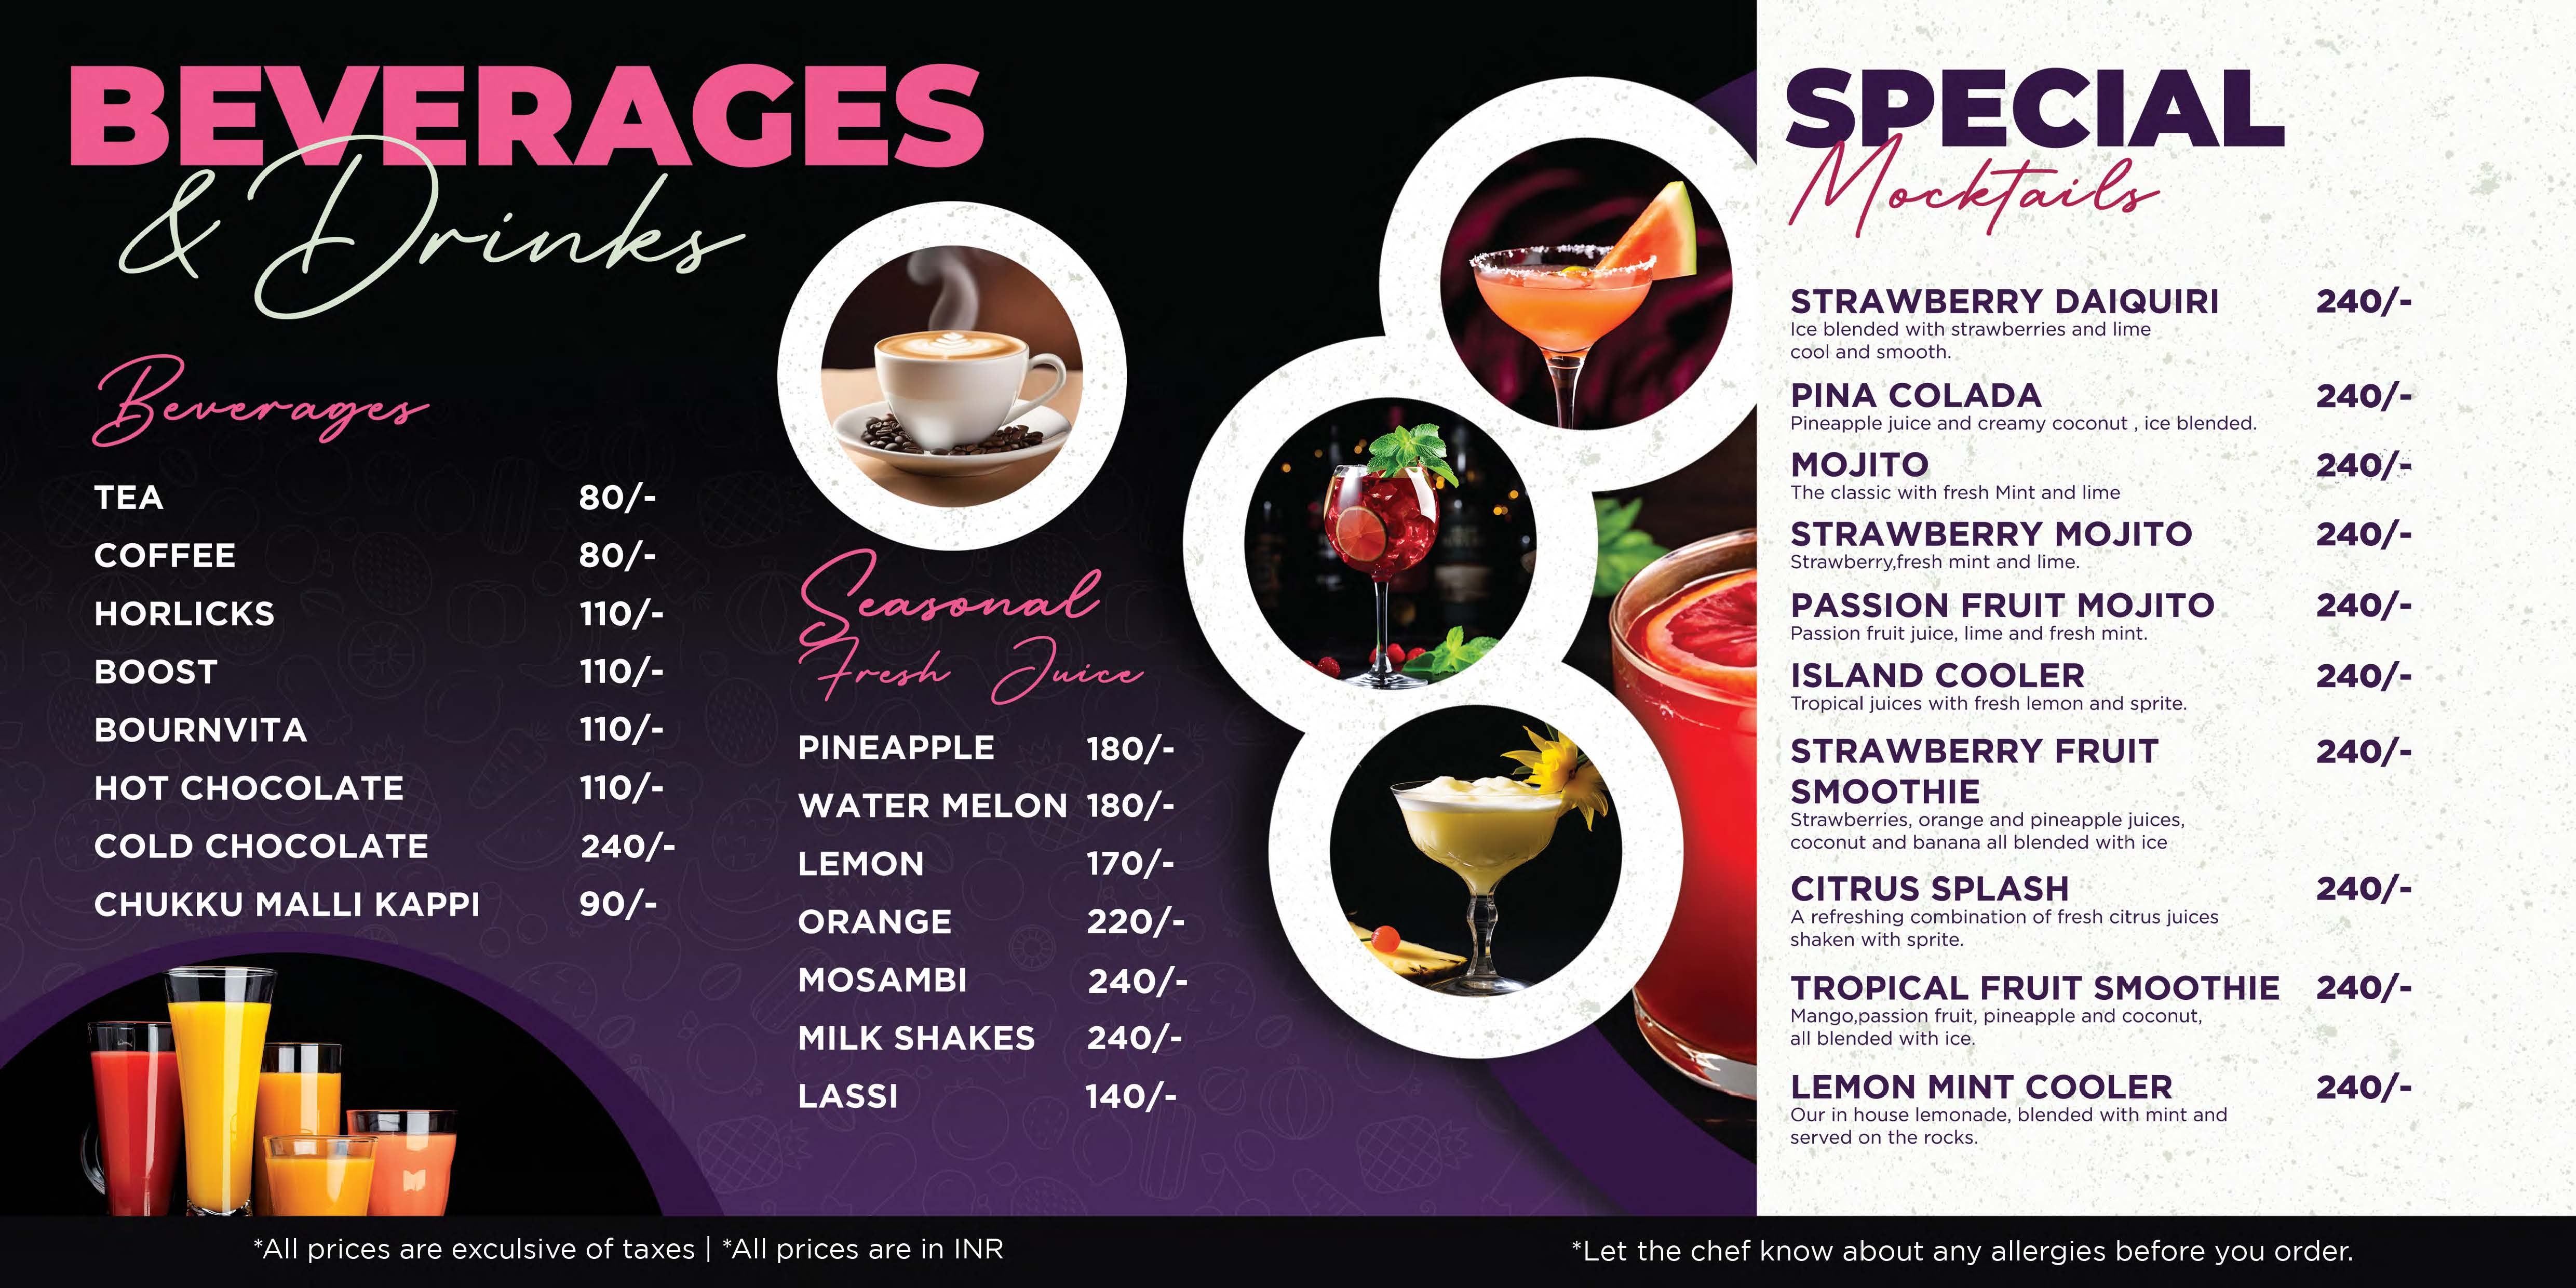 BEVERAGES
& Drinks
Beverages
TEA 80/-
COFFEE 80/-
HORLICKS 110/-
BOOST 110/-
BOURNVITA 110/-
HOT CHOCOLATE 110/-
COLD CHOCOLATE 240/-
CHUKKU MALLI KAPPI 90/-
Seasonal
Fresh Juice
PINEAPPLE 180/-
WATER MELON 180/-
LEMON 170/-
ORANGE 220/-
MOSAMBI 240/-
MILK SHAKES 240/-
LASSI 140/-
SPECIAL
Mocktails
STRAWBERRY DAIQUIRI 240/-
Ice blended with strawberries and lime
cool and smooth.
PINA COLADA 240/-
Pineapple juice and creamy coconut , ice blended.
MOJITO 240/-
The classic with fresh Mint and lime
STRAWBERRY MOJITO 240/-
Strawberry,fresh mint and lime.
PASSION FRUIT MOJITO 240/-
Passion fruit juice, lime and fresh mint.
ISLAND COOLER 240/-
Tropical juices with fresh lemon and sprite.
STRAWBERRY FRUIT 240/-
SMOOTHIE
Strawberries, orange and pineapple juices,
coconut and banana all blended with ice
CITRUS SPLASH 240/-
A refreshing combination of fresh citrus juices
shaken with sprite.
TROPICAL FRUIT SMOOTHIE 240/-
Mango,passion fruit, pineapple and coconut,
all blended with ice.
LEMON MINT COOLER 240/-
Our in house lemonade, blended with mint and
served on the rocks.
*All prices are exculsive of taxes | *All prices are in INR
*Let the chef know about any allergies before you order.